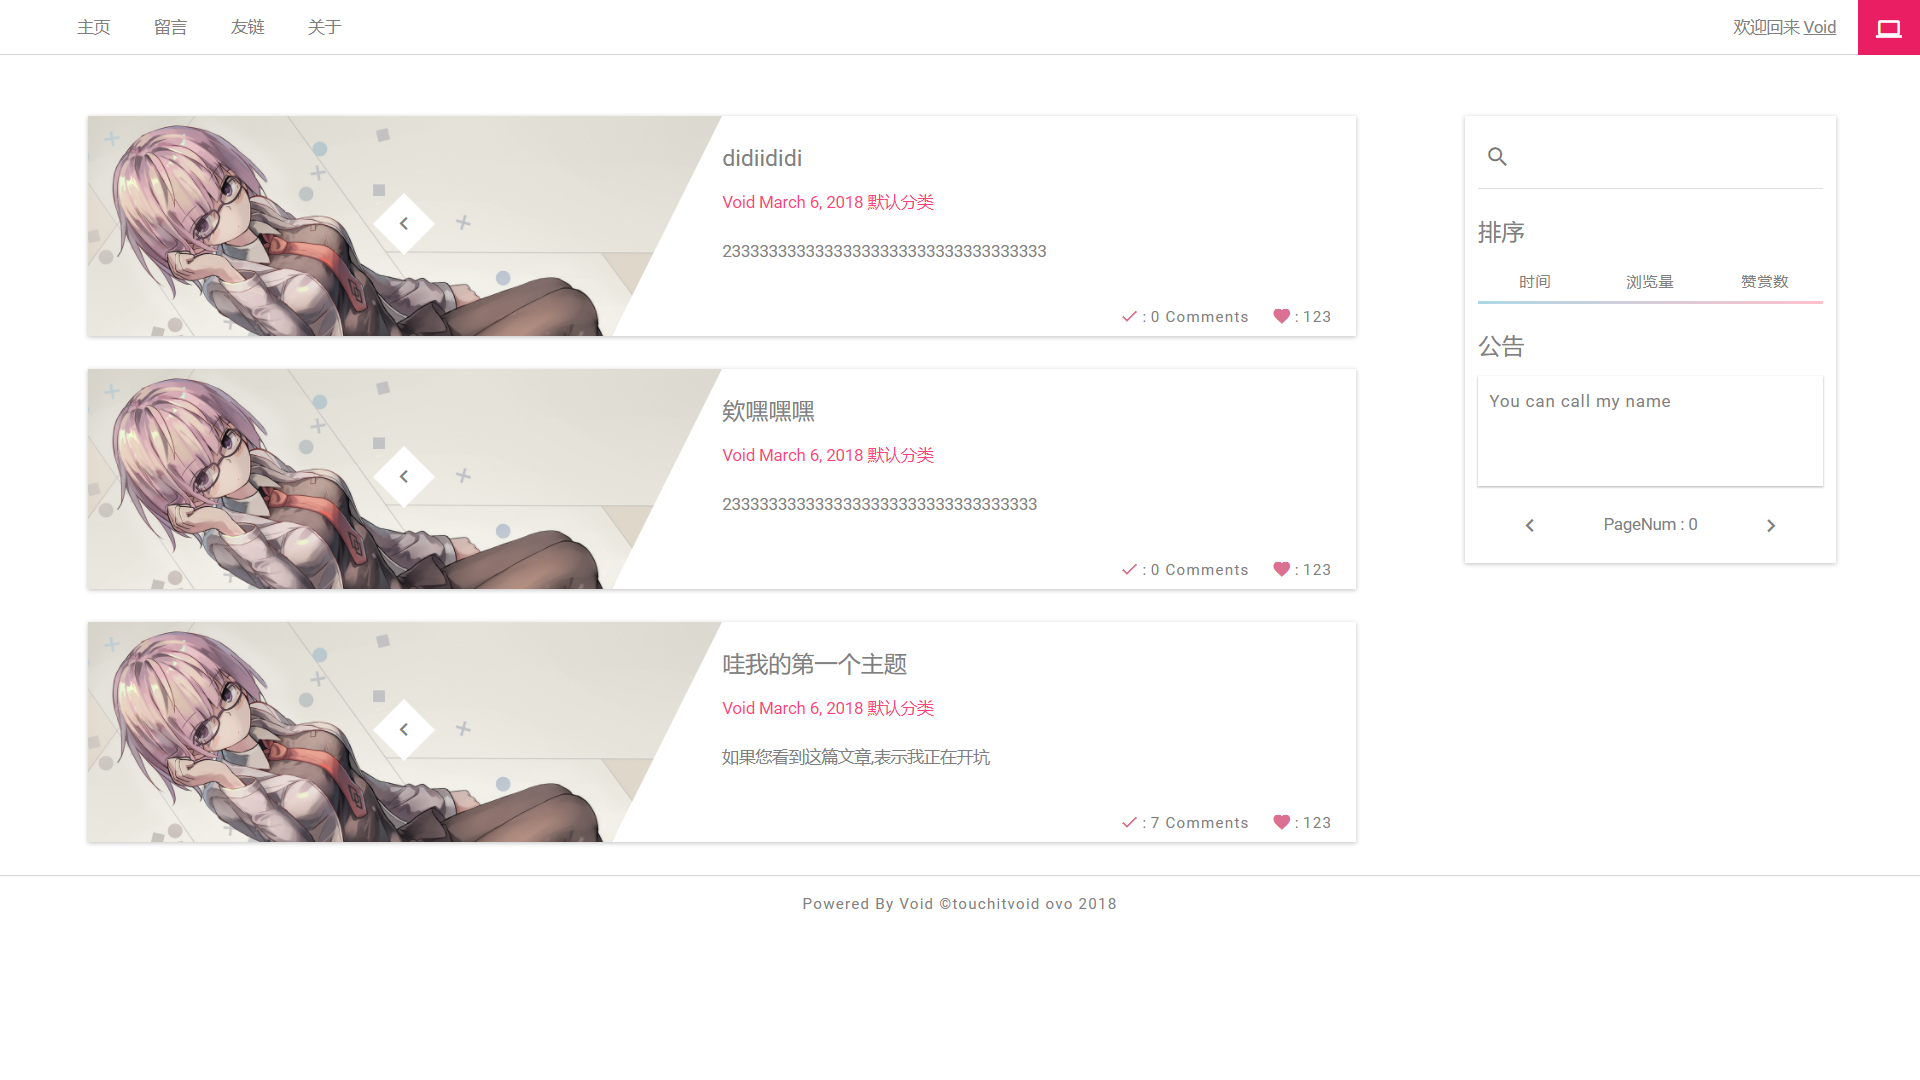 主页 留言 友链 关于 欢迎回来 Void
didiididi
Void March 6, 2018 默认分类
23333333333333333333333333333333333
: 0 Comments : 123
欸嘿嘿嘿
Void March 6, 2018 默认分类
2333333333333333333333333333333333
: 0 Comments : 123
哇我的第一个主题
Void March 6, 2018 默认分类
如果您看到这篇文章,表示我正在开坑
: 7 Comments : 123
排序
时间 浏览量 赞赏数
公告
You can call my name
PageNum : 0
Powered By Void ©touchitvoid ovo 2018